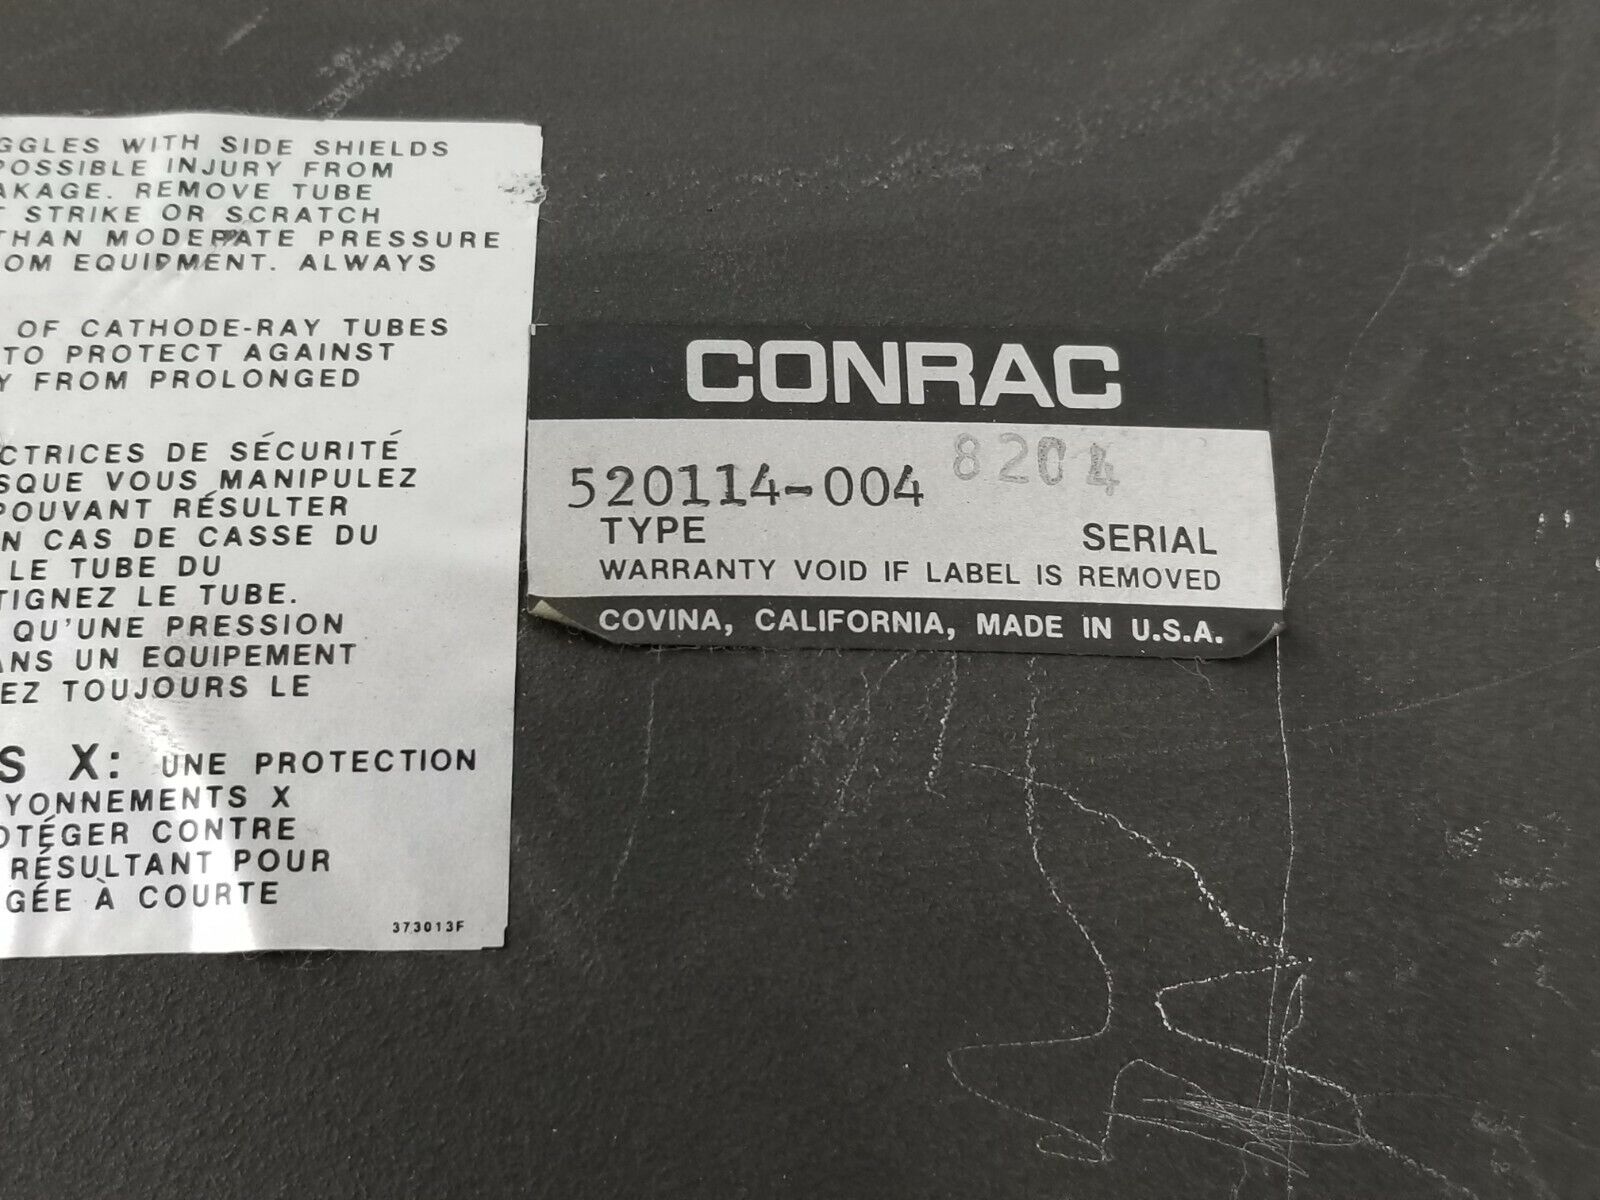 GGLES WITH SIDE SHIELDS
POSSIBLE INJURY FROM
AKAGE. REMOVE TUBE
T STRIKE OR SCRATCH
THAN MODERATE PRESSURE
OM EQUIPMENT. ALWAYS
OF CATHODE-RAY TUBES
TO PROTECT AGAINST
Y FROM PROLONGED
CTRICES DE SÉCURITÉ
SQUE VOUS MANIPULEZ
POUVANT RÉSULTER
N CAS DE CASSE DU
LE TUBE DU
TIGNEZ LE TUBE.
QU'UNE PRESSION
ANS UN EQUIPEMENT
EZ TOUJOURS LE
S X: UNE PROTECTION
YONNEMENTS X
OTÉGER CONTRE
RÉSULTANT POUR
GÉE À COURTE
373013F
CONRAC
520114-004 8204
TYPE SERIAL
WARRANTY VOID IF LABEL IS REMOVED
COVINA, CALIFORNIA, MADE IN U.S.A.